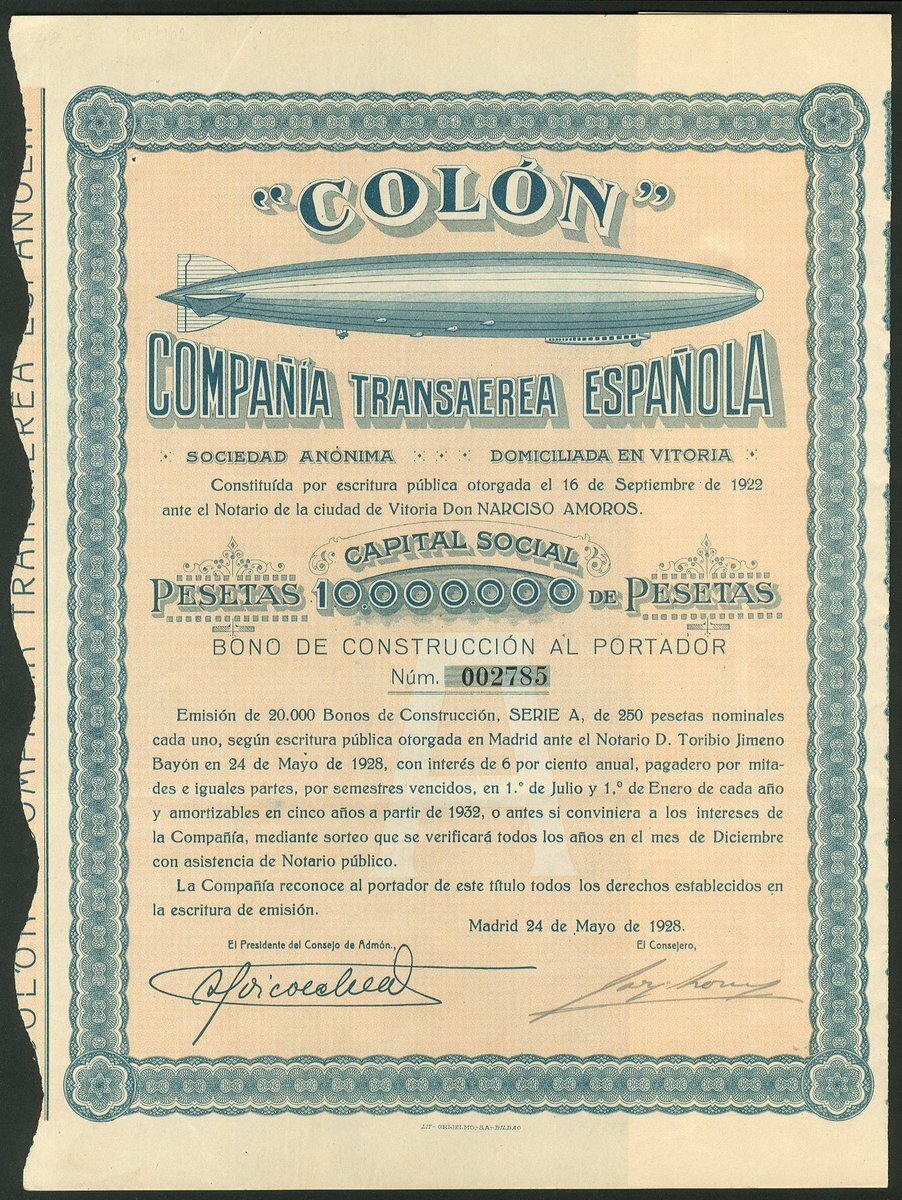 “COLÓN”
COMPAÑÍA TRANSAEREA ESPAÑOLA
SOCIEDAD ANÓNIMA DOMICILIADA EN VITORIA
Constituída por escritura pública otorgada el 16 de Septiembre de 1922
ante el Notario de la ciudad de Vitoria Don NARCISO AMOROS.
CAPITAL SOCIAL
PESETAS 10.000.000 DE PESETAS
BONO DE CONSTRUCCIÓN AL PORTADOR
Núm. 002785
A
Emisión de 20.000 Bonos de Construcción, SERIE A, de 250 pesetas nominales
cada uno, según escritura pública otorgada en Madrid ante el Notario D. Toribio Jimeno
Bayón en 24 de Mayo de 1928, con interés de 6 por ciento anual, pagadero por mita-
des e iguales partes, por semestres vencidos, en 1.º de Julio y 1.º de Enero de cada año
y amortizables en cinco años a partir de 1932, o antes si conviniera a los intereses de
la Compañía, mediante sorteo que se verificará todos los años en el mes de Diciembre
con asistencia de Notario público.
La Compañía reconoce al portador de este título todos los derechos establecidos en
la escritura de emisión.
Madrid 24 de Mayo de 1928.
El Presidente del Consejo de Admón., El Consejero,
LIT- GRIJELMO,-S.A,-BILBAO